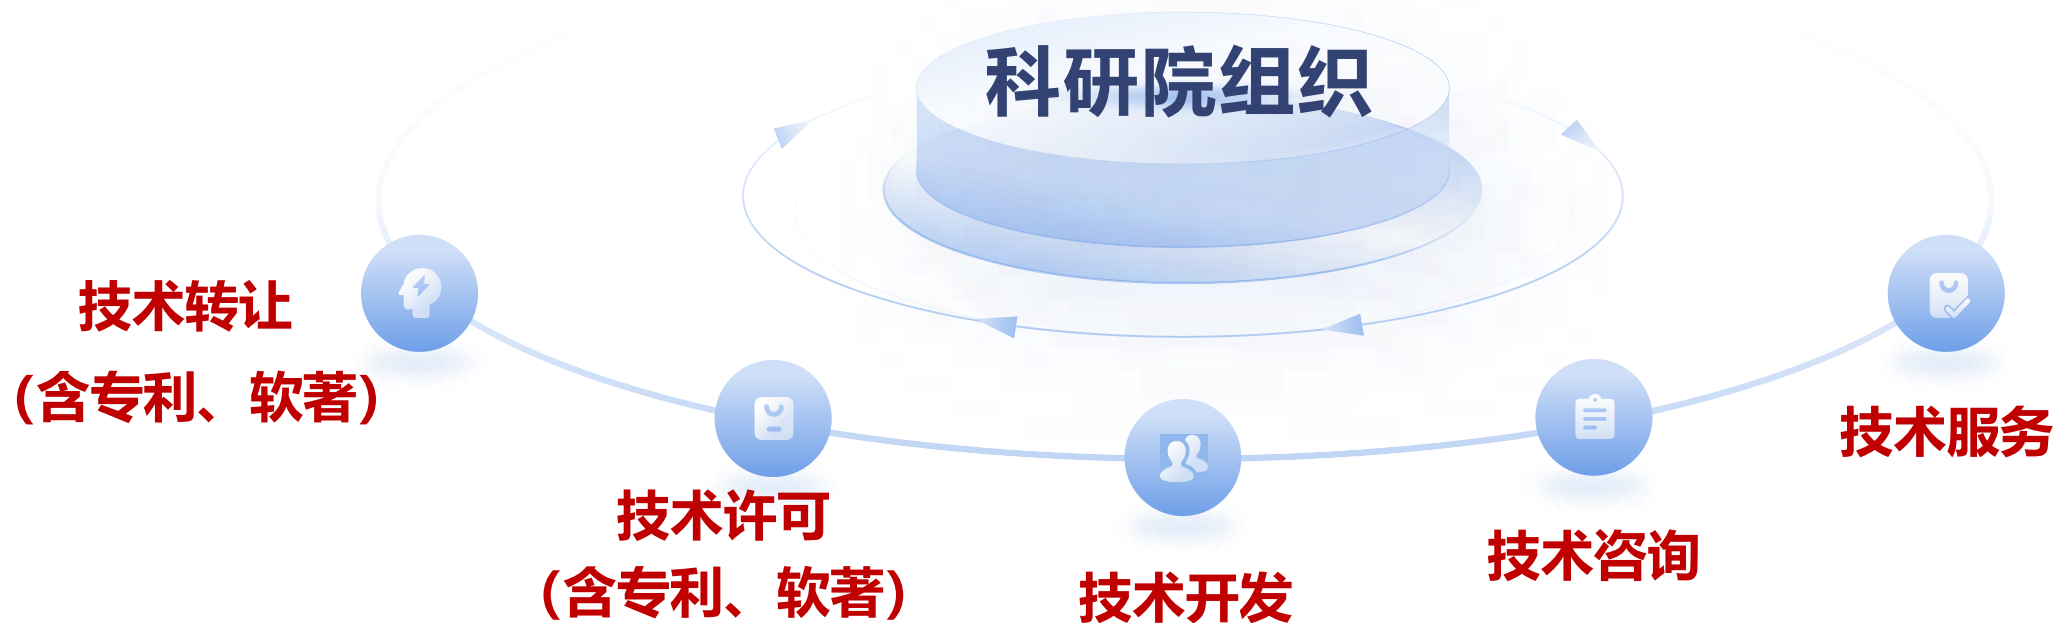 科研院组织
技术转让
（含专利、软著）
技术许可
（含专利、软著）
技术开发
技术咨询
技术服务